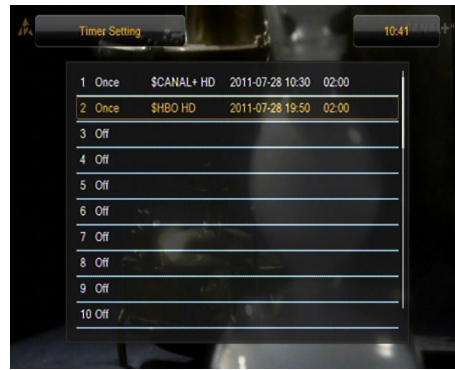 Timer Setting
10:41
1 Once $CANAL+ HD 2011-07-28 10:30 02:00
2 Once $HBO HD 2011-07-28 19:50 02:00
3 Off
4 Off
5 Off
6 Off
7 Off
8 Off
9 Off
10 Off